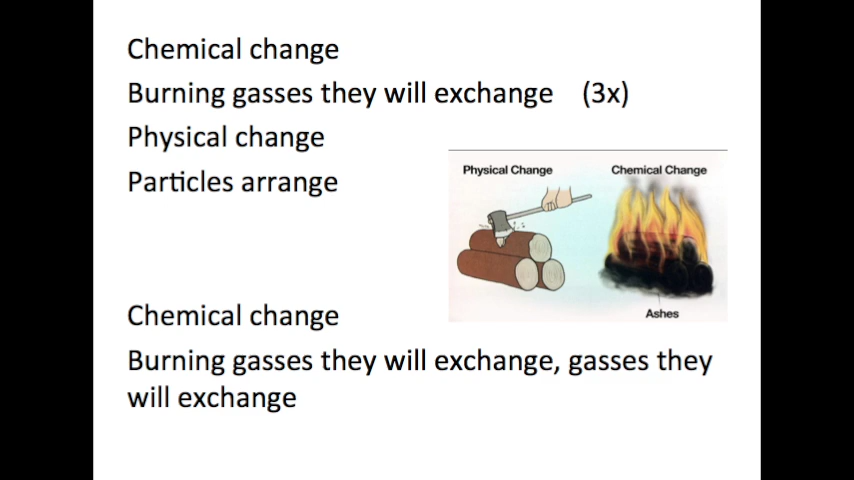 Chemical change
Burning gasses they will exchange (3x)
Physical change
Particles arrange
Physical Change
Chemical Change
Ashes
Chemical change
Burning gasses they will exchange, gasses they
will exchange